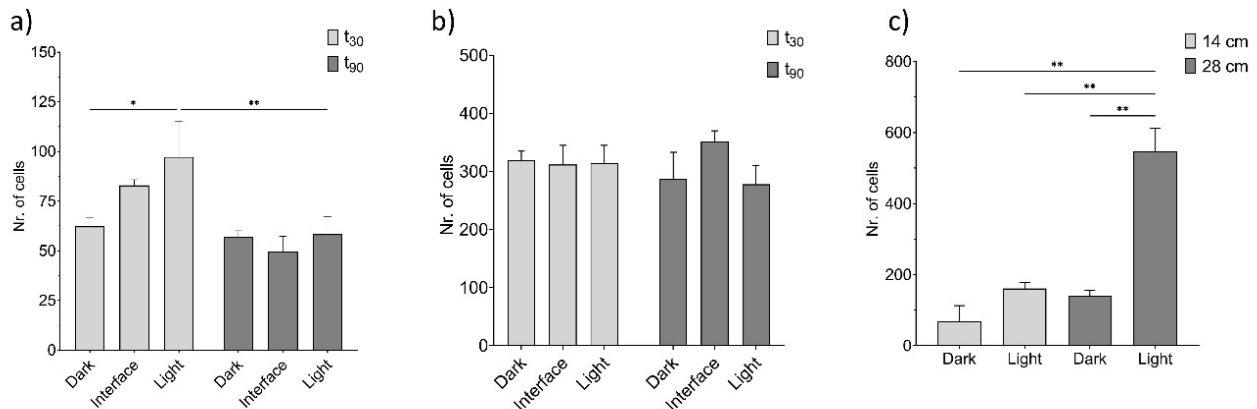 a)
t30
t90
150
125
100
75
50
25
0
Nr. of cells
*
**
Dark
Interface
Light
Dark
Interface
Light
b)
t30
t90
500
400
300
300
100
0
Nr. of cells
Dark
Interface
Light
Dark
Interface
Light
c)
14 cm
28 cm
800
600
400
200
0
Nr. of cells
**
**
**
Dark
Light
Dark
Light